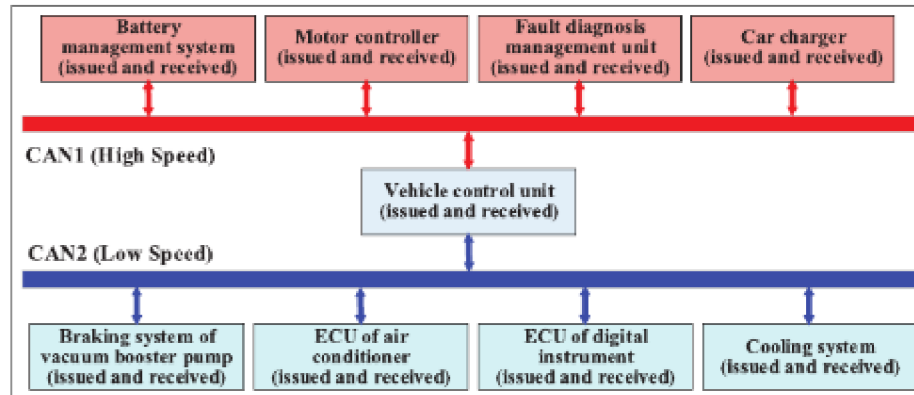 Battery
management system
(issued and received)
Motor controller
(issued and received)
Fault diagnosis
management unit
(issued and received)
Car charger
(issued and received)
CAN1 (High Speed)
Vehicle control unit
(issued and received)
CAN2 (Low Speed)
Braking system of
vacuum booster pump
(issued and received)
ECU of air
conditioner
(issued and received)
ECU of digital
instrument
(issued and received)
Cooling system
(issued and received)